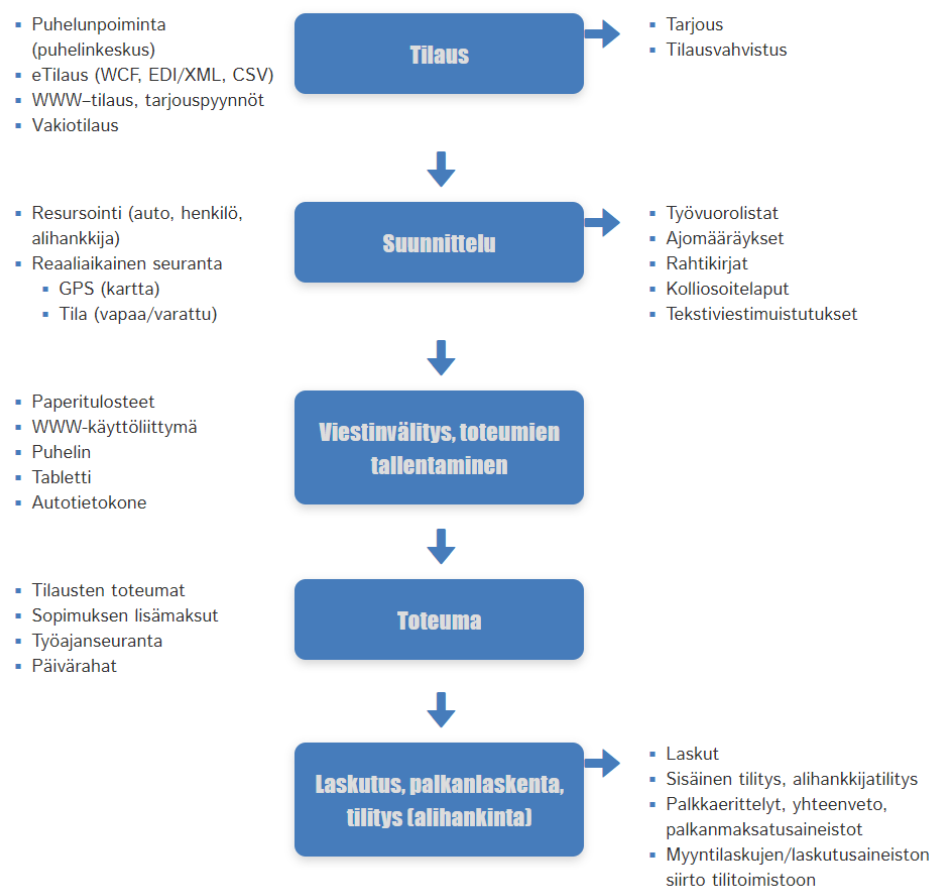 Puhelunpoiminta
(puhelinkeskus)
eTilaus (WCF, EDI/XML, CSV)
WWW–tilaus, tarjouspyynnöt
Vakiotilaus
Tilaus
Tarjous
Tilausvahvistus
Resursointi (auto, henkilö,
alihankkija)
Reaaliaikainen seuranta
GPS (kartta)
Tila (vapaa/varattu)
Suunnittelu
Työvuorolistat
Ajomääräykset
Rahtikirjat
Kolliosoitelaput
Tekstiviestimuistutukset
Paperitulosteet
WWW-käyttöliittymä
Puhelin
Tabletti
Autotietokone
Viestinvälitys, toteumien
tallentaminen
Tilausten toteumat
Sopimuksen lisämaksut
Työajanseuranta
Päivärahat
Toteuma
Laskutus, palkanlaskenta,
tilitys (alihankinta)
Laskut
Sisäinen tilitys, alihankkijatilitys
Palkkaerittelyt, yhteenveto,
palkanmaksatusaineistot
Myyntilaskujen/laskutusaineiston
siirto tilitoimistoon